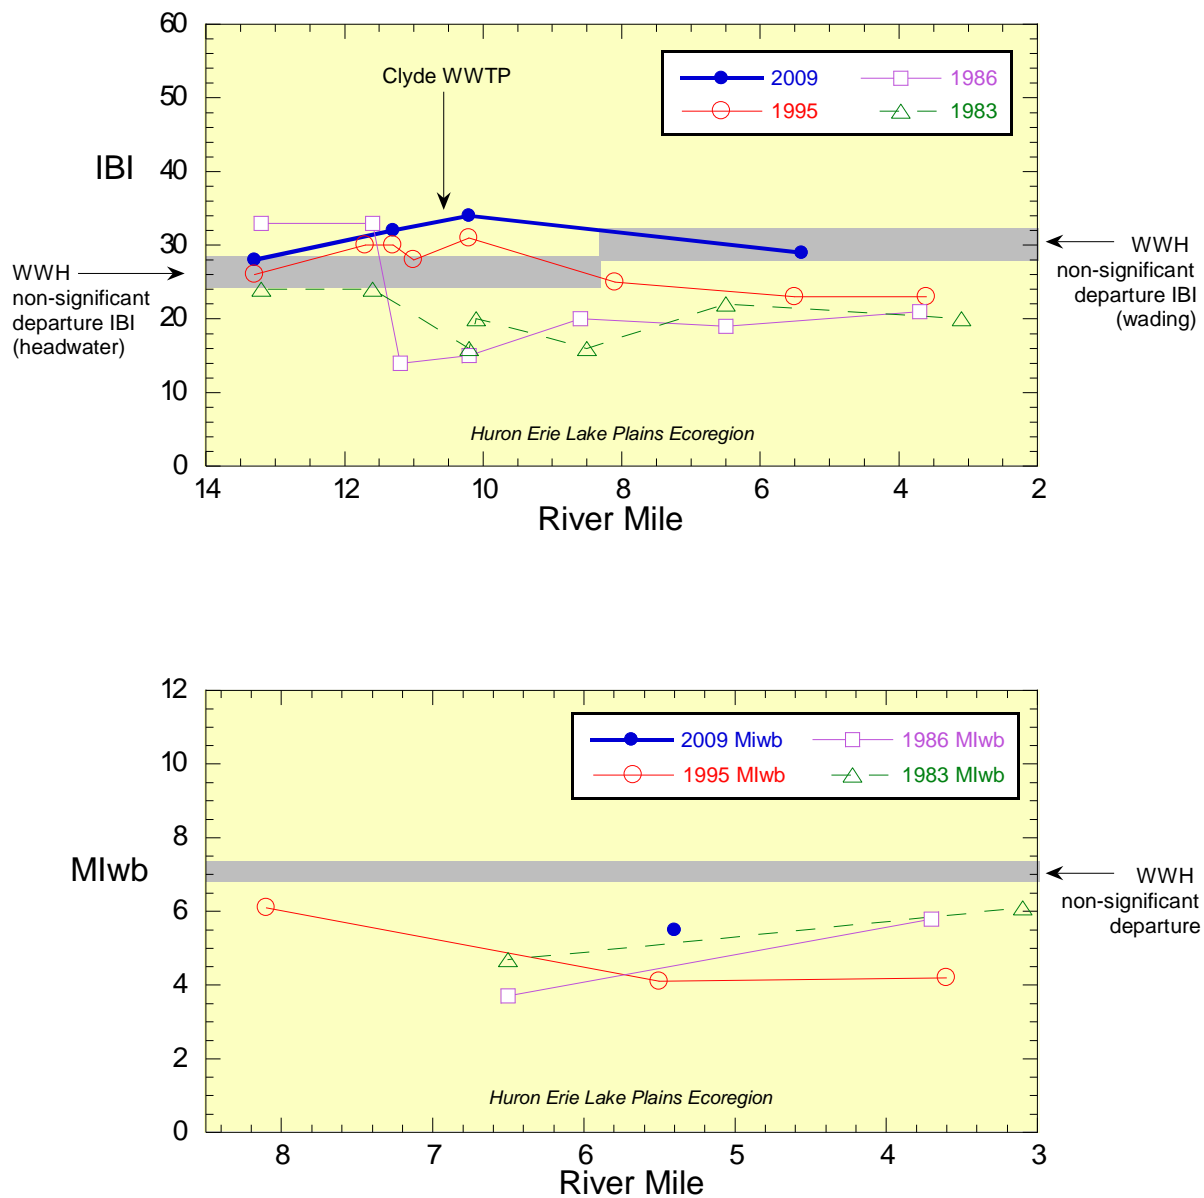 60
50
40
30
20
10
0
IBI
Clyde WWTP
2009
1986
1995
1983
WWH
non-significant
departure IBI
(headwater)
WWH
non-significant
departure IBI
(wading)
Huron Erie Lake Plains Ecoregion
14
12
10
8
6
4
2
River Mile
12
10
8
6
4
2
0
MIwb
2009 Miwb
1986 MIwb
1995 MIwb
1983 MIwb
WWH
non-significant
departure
Huron Erie Lake Plains Ecoregion
8
7
6
5
4
3
River Mile